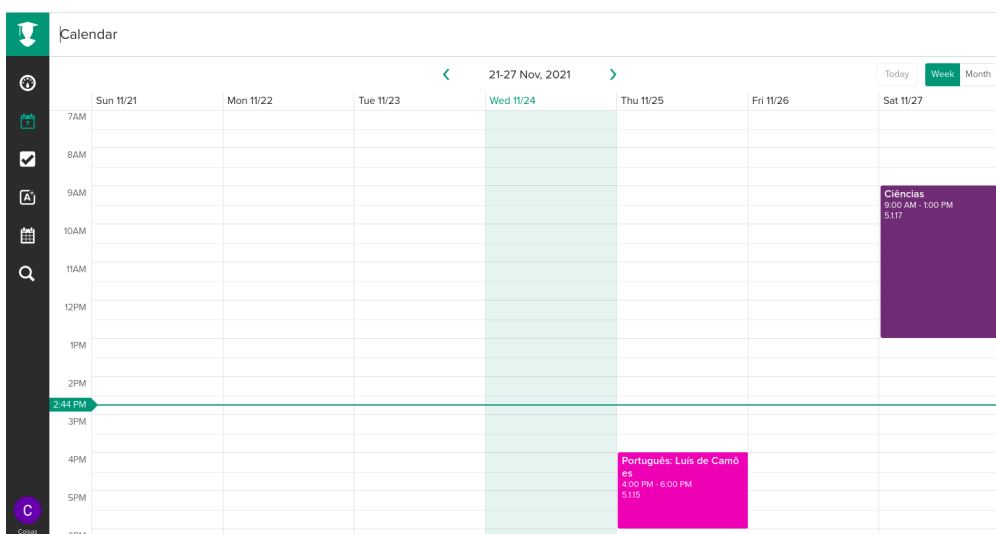 Calendar
21-27 Nov, 2021
Today
Week
Month
Sun 11/21
Mon 11/22
Tue 11/23
Wed 11/24
Thu 11/25
Fri 11/26
Sat 11/27
7AM
8AM
9AM
Ciências
9:00 AM - 1:00 PM
5.1.17
10AM
11AM
12PM
1PM
2PM
2:44 PM
3PM
4PM
Português: Luís de Camõ
es
4:00 PM - 6:00 PM
5.1.15
5PM
C
Coisas